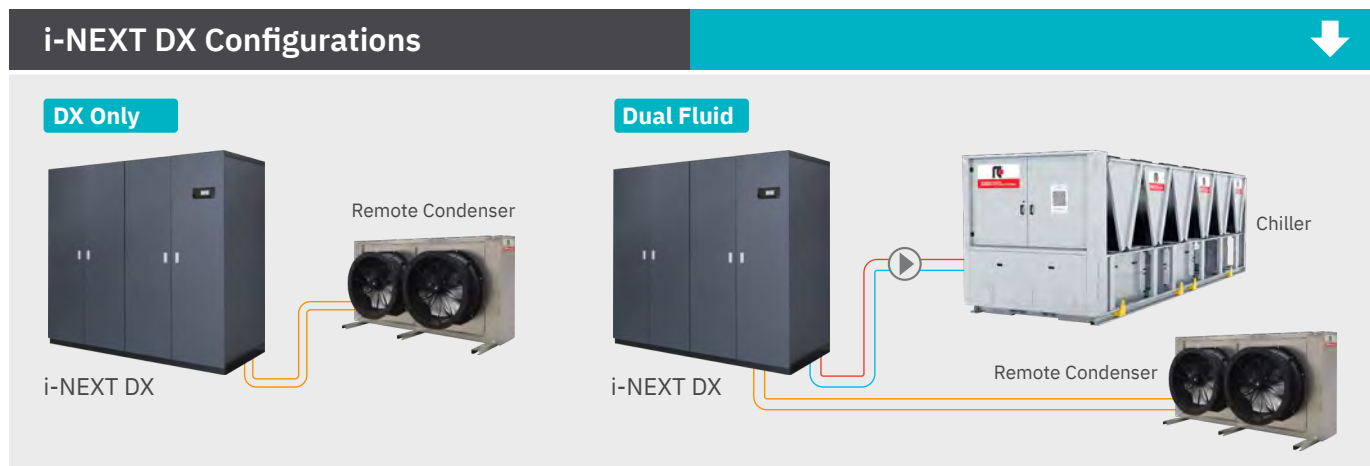 i-NEXT DX Configurations
DX Only
Remote Condenser
i-NEXT DX
Dual Fluid
Chiller
Remote Condenser
i-NEXT DX